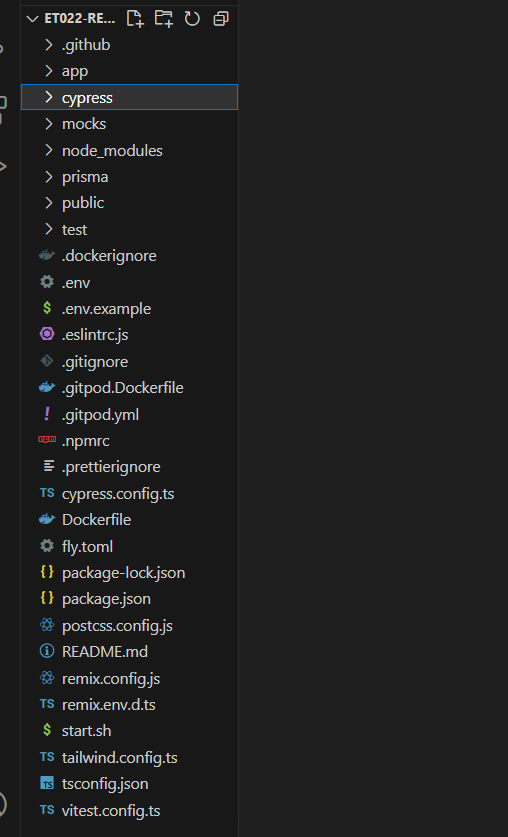 ET022-RE...
.github
app
cypress
mocks
node_modules
prisma
public
test
.dockerignore
.env
$ .env.example
.eslintrc.js
.gitignore
.gitpod.Dockerfile
! .gitpod.yml
npm .npmrc
.prettierignore
TS cypress.config.ts
Dockerfile
fly.toml
{} package-lock.json
{} package.json
postcss.config.js
README.md
remix.config.js
TS remix.env.d.ts
$ start.sh
TS tailwind.config.ts
TS tsconfig.json
TS vitest.config.ts